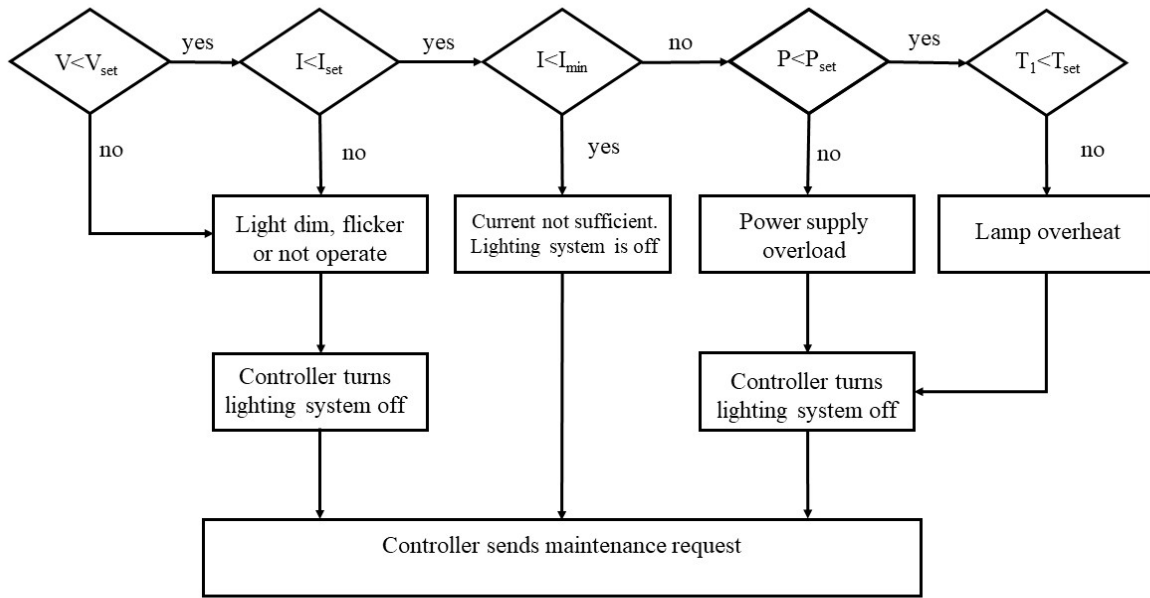 V<Vset
yes
I<Iset
yes
I<Imin
no
P<Pset
yes
T1<Tset
no
no
yes
no
no
Light dim, flicker
or not operate
Current not sufficient.
Lighting system is off
Power supply
overload
Lamp overheat
Controller turns
lighting system off
Controller turns
lighting system off
Controller sends maintenance request